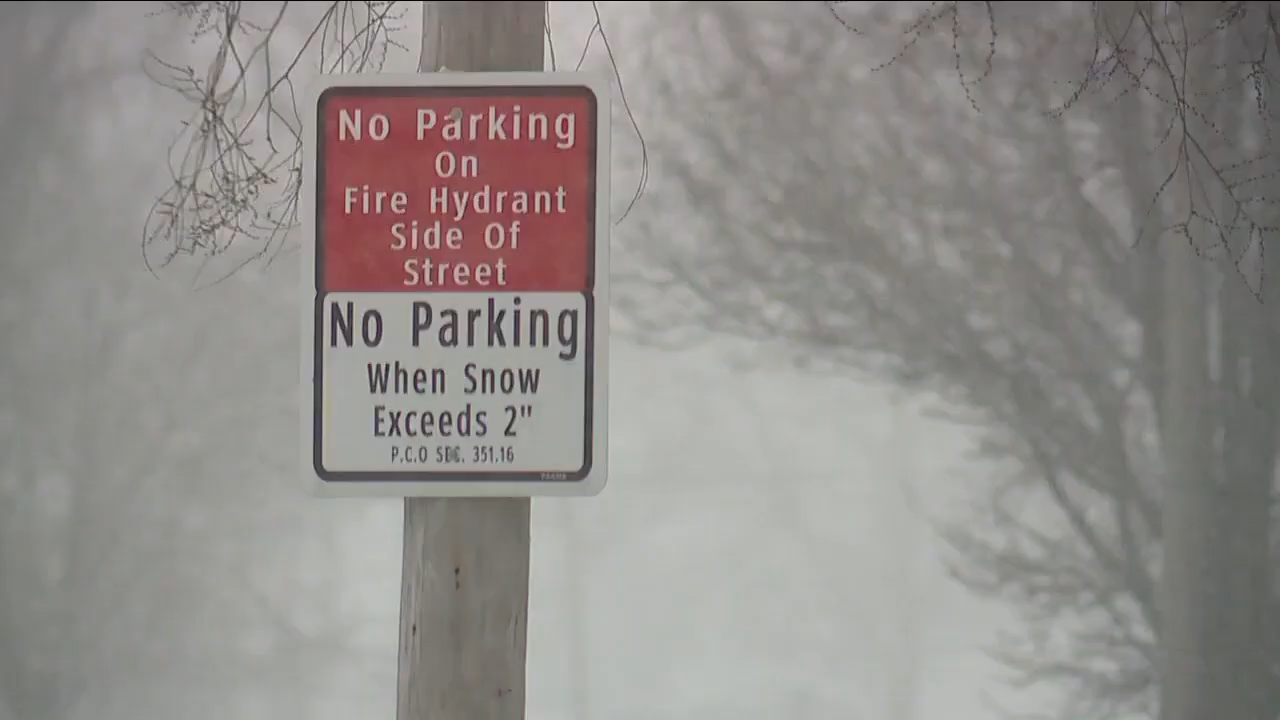 No Parking
On
Fire Hydrant
Side Of
Street
No Parking
When Snow
Exceeds 2"
P.C.O SEC. 351.16